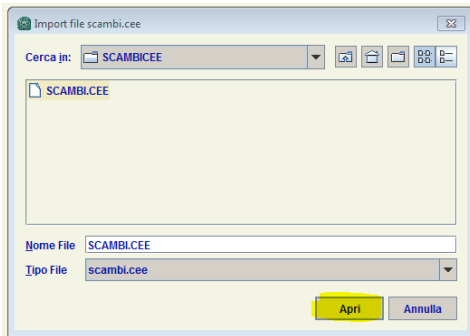 Import file scambi.cee
Cerca in: SCAMBICEE
SCAMBI.CEE
Nome File SCAMBI.CEE
Tipo File scambi.cee
Apri Annulla